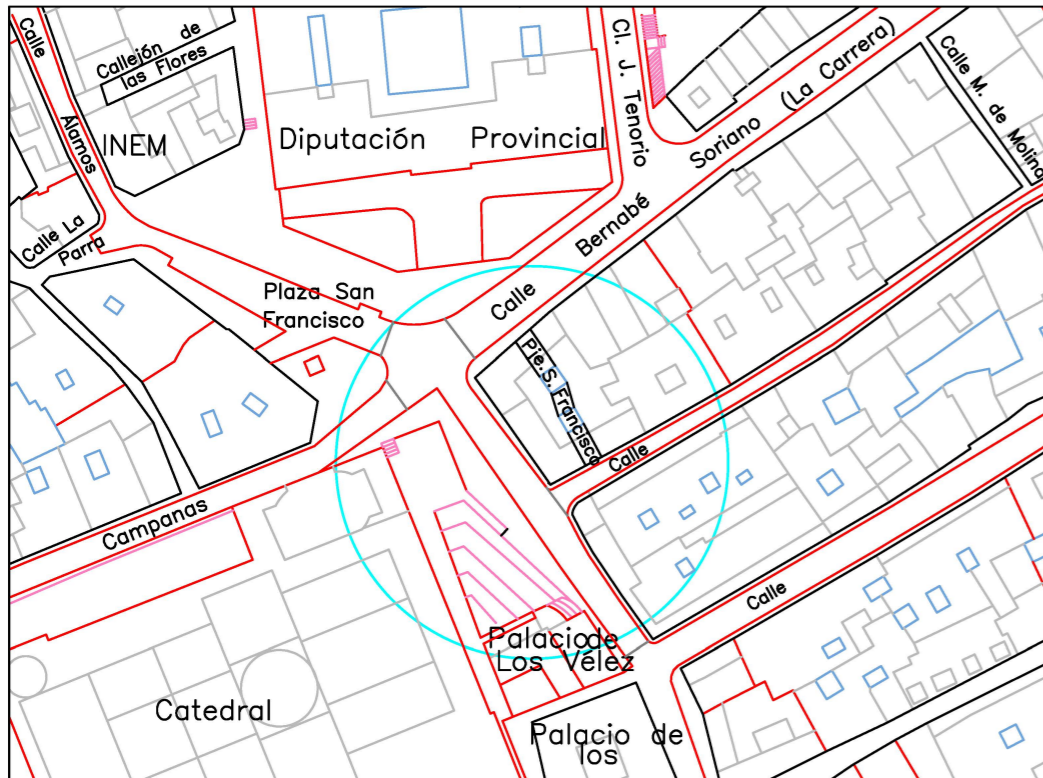 Calle
Alamos
Callejón de
las Flores
INEM
Diputación Provincial
Cl. J. Tenorio
Calle Bernabé Soriano (La Carrera)
Calle M. de Molina
Calle La
Parra
Plaza San
Francisco
Pje.S. Francisco
Calle
Campanas
Calle
Palacio de
Los Vélez
Catedral
Palacio de
los